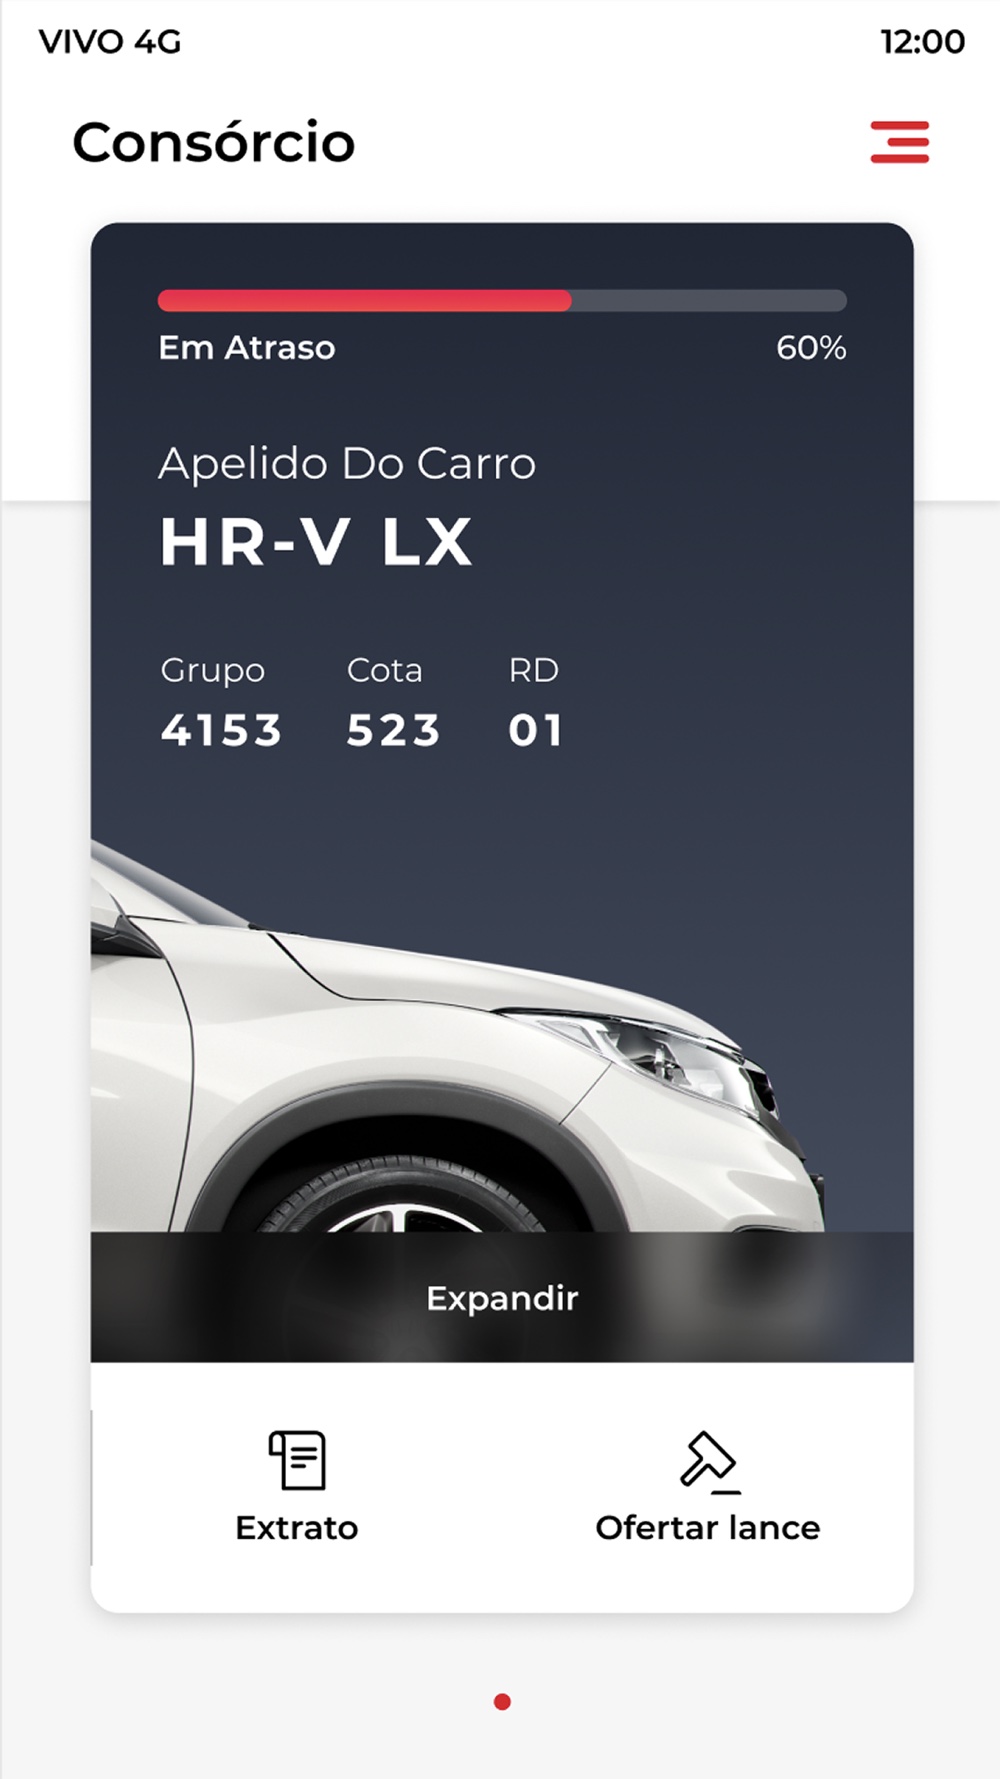 VIVO 4G 12:00
Consórcio
Em Atraso 60%
Apelido Do Carro
HR-V LX
Grupo Cota RD
4153 523 01
Expandir
Extrato Ofertar lance